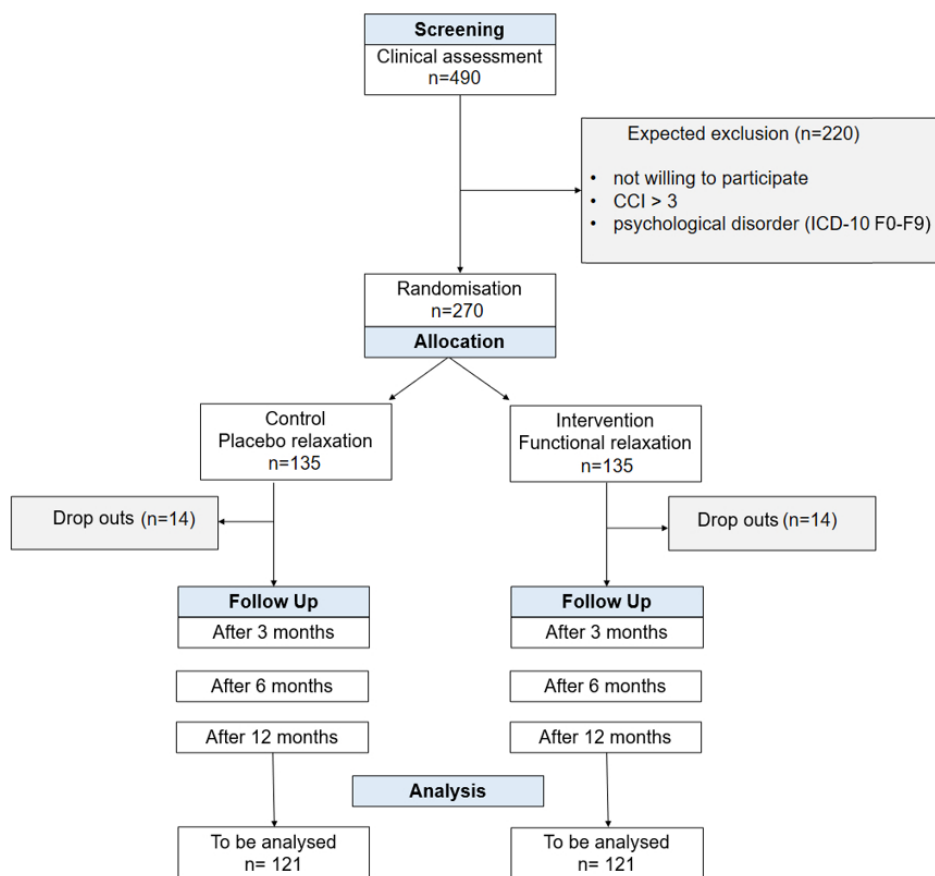 Screening
Clinical assessment
n=490
Expected exclusion (n=220)
• not willing to participate
• CCI > 3
• psychological disorder (ICD-10 F0-F9)
Randomisation
n=270
Allocation
Control
Placebo relaxation
n=135
Intervention
Functional relaxation
n=135
Drop outs (n=14)
Drop outs (n=14)
Follow Up
After 3 months
After 6 months
After 12 months
Follow Up
After 3 months
After 6 months
After 12 months
Analysis
To be analysed
n= 121
To be analysed
n= 121